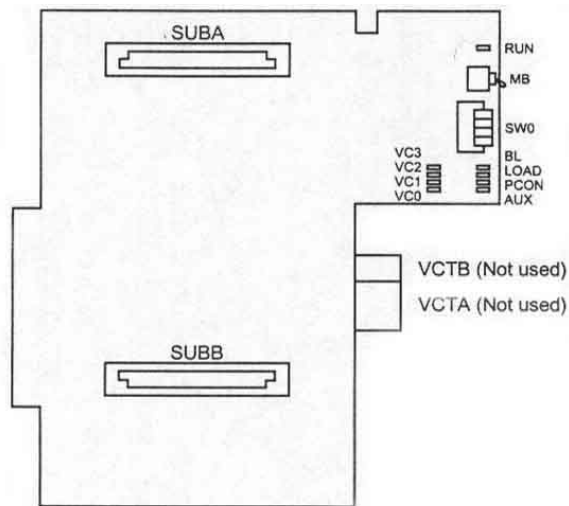 SUBA
RUN
MB
SW0
VC3
VC2
VC1
VC0
BL
LOAD
PCON
AUX
VCTB (Not used)
VCTA (Not used)
SUBB